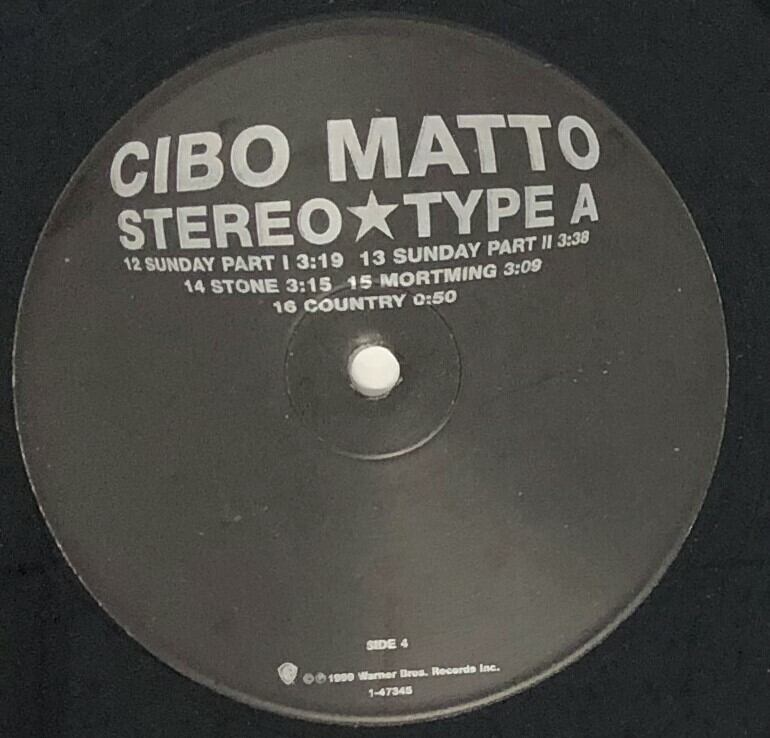 CIBO MATTO
STEREO★TYPE A
12 SUNDAY PART I 3:19 13 SUNDAY PART II 3:38
14 STONE 3:15 15 MORTMING 3:09
16 COUNTRY 0:50
SIDE 4
©℗1999 Warner Bros. Records Inc.
1-47345